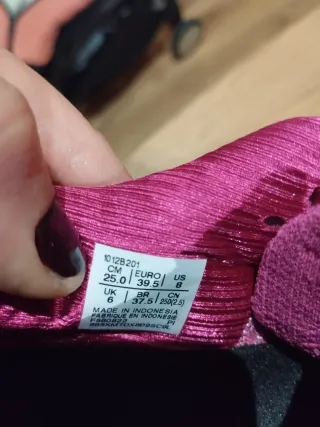 1012B201
CM EURO US
25.0 39.5 8
UK BR CN
6 37.5 250(2.5)
MADE IN INDONESIA
FABRIQUE EN INDONESIE
PI